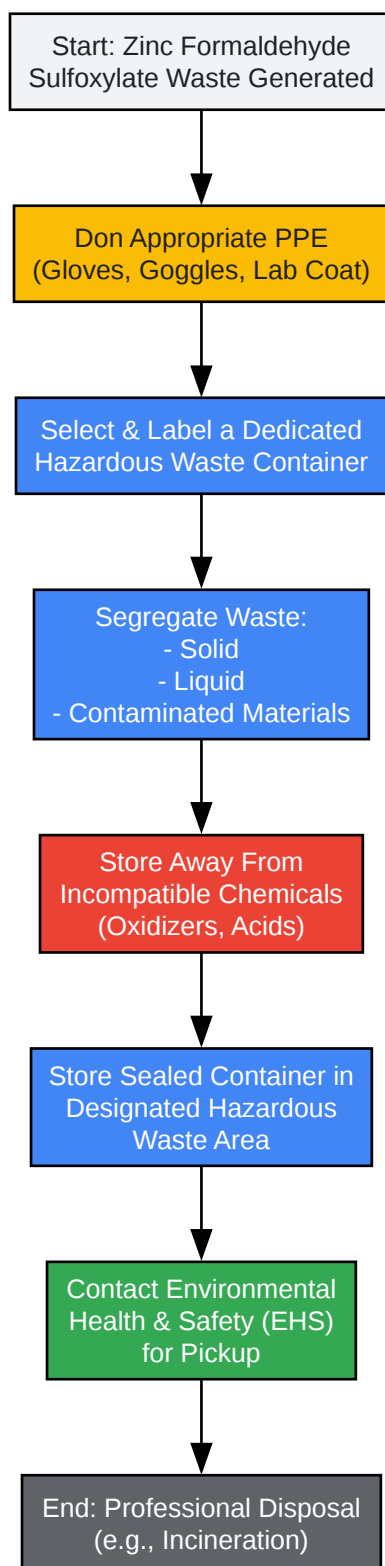 Start: Zinc Formaldehyde
Sulfoxylate Waste Generated
Don Appropriate PPE
(Gloves, Goggles, Lab Coat)
Select & Label a Dedicated
Hazardous Waste Container
Segregate Waste:
- Solid
- Liquid
- Contaminated Materials
Store Away From
Incompatible Chemicals
(Oxidizers, Acids)
Store Sealed Container in
Designated Hazardous
Waste Area
Contact Environmental
Health & Safety (EHS)
for Pickup
End: Professional Disposal
(e.g., Incineration)